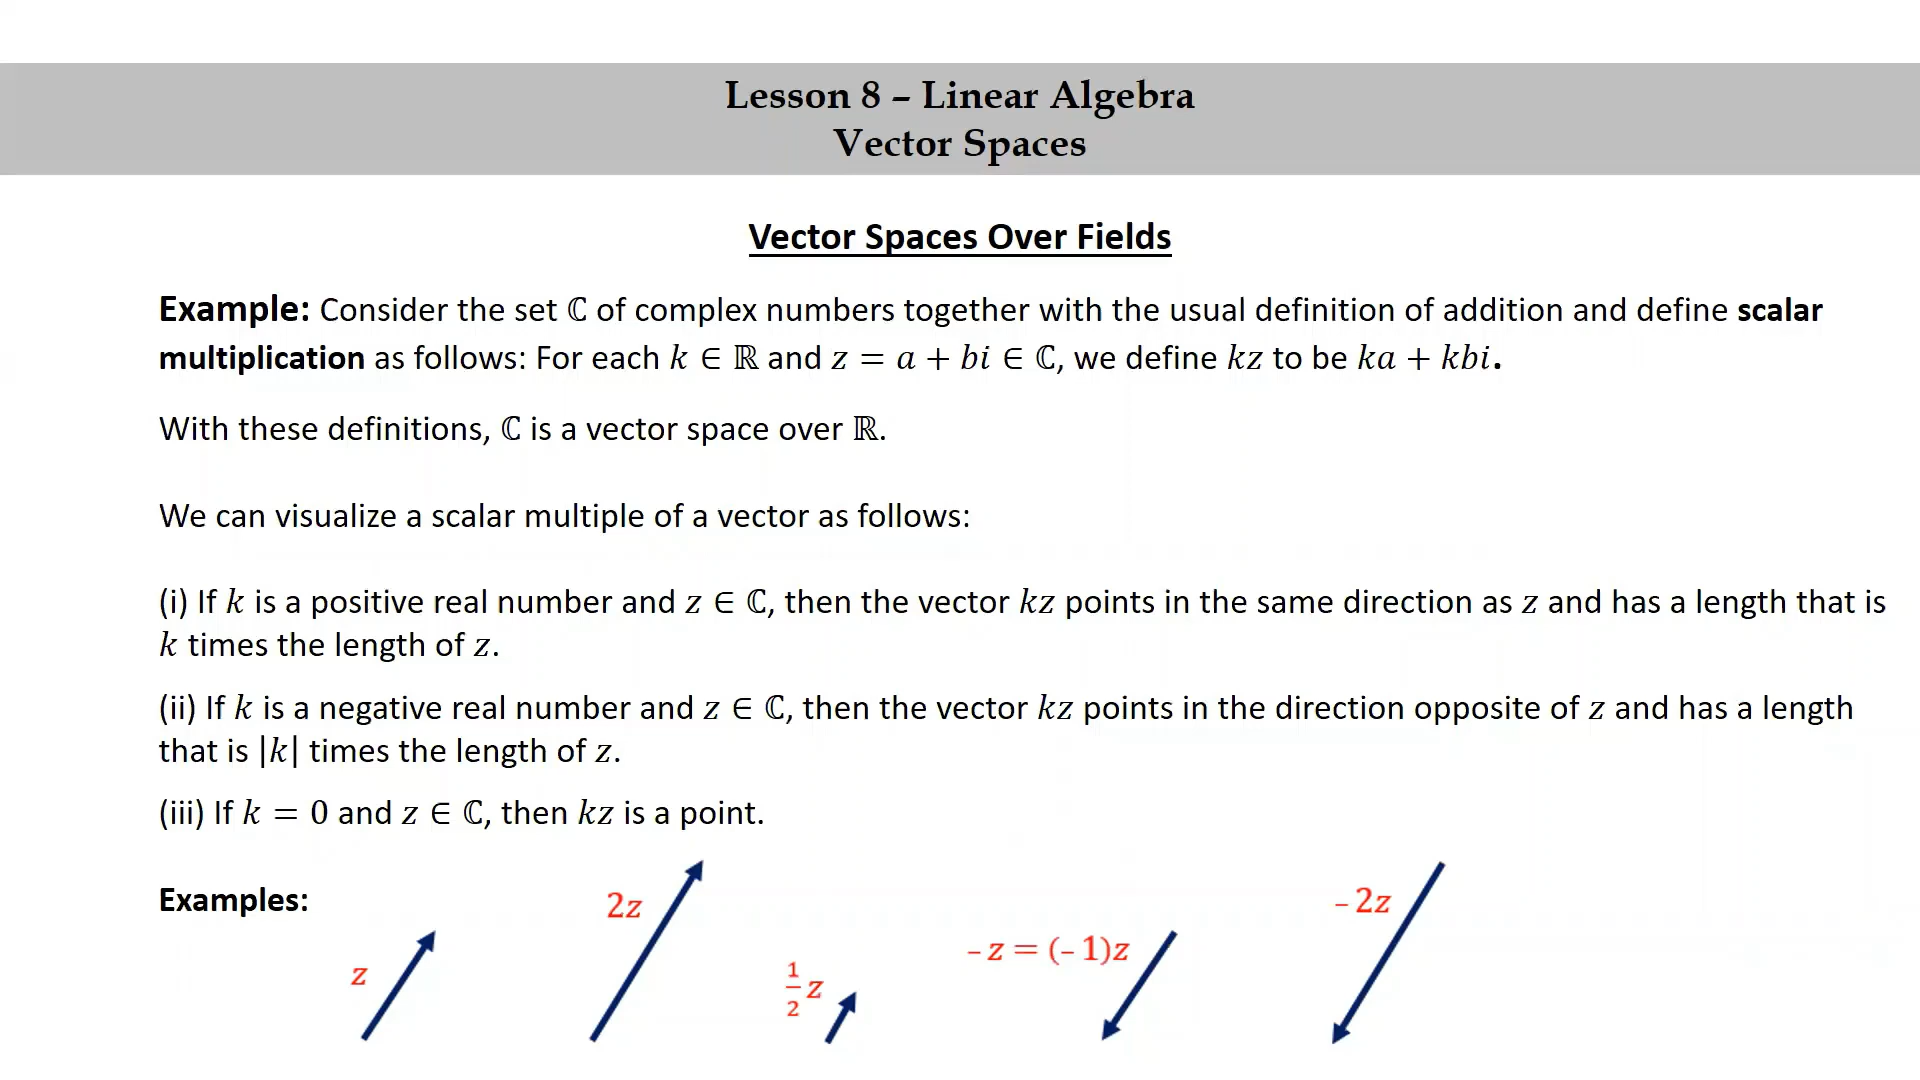 Lesson 8 – Linear Algebra
Vector Spaces
Vector Spaces Over Fields
Example: Consider the set ℂ of complex numbers together with the usual definition of addition and define scalar
multiplication as follows: For each k ∈ ℝ and z = a + bi ∈ ℂ, we define kz to be ka + kbi.
With these definitions, ℂ is a vector space over ℝ.
We can visualize a scalar multiple of a vector as follows:
(i) If k is a positive real number and z ∈ ℂ, then the vector kz points in the same direction as z and has a length that is
k times the length of z.
(ii) If k is a negative real number and z ∈ ℂ, then the vector kz points in the direction opposite of z and has a length
that is |k| times the length of z.
(iii) If k = 0 and z ∈ ℂ, then kz is a point.
Examples:
z
2z
1/2 z
– z = (– 1)z
– 2z